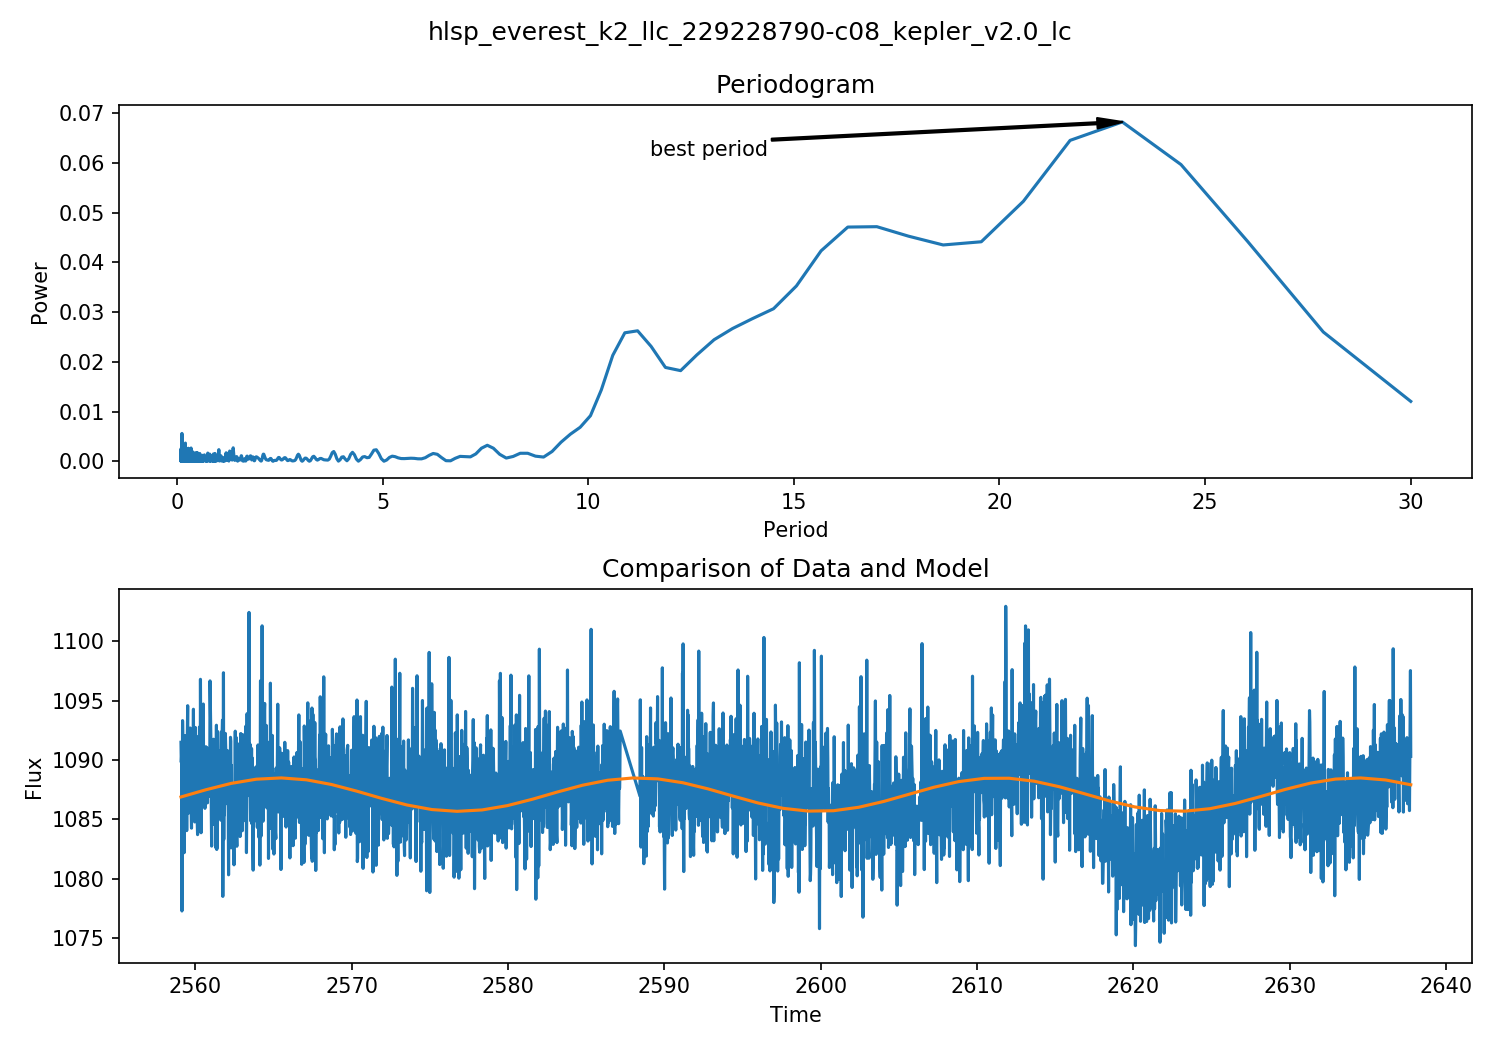 hlsp_everest_k2_llc_229228790-c08_kepler_v2.0_lc
Periodogram
0.07
0.06
0.05
0.04
0.03
0.02
0.01
0.00
Power
best period
0 5 10 15 20 25 30
Period
Comparison of Data and Model
1100
1095
1090
1085
1080
1075
Flux
2560 2570 2580 2590 2600 2610 2620 2630 2640
Time